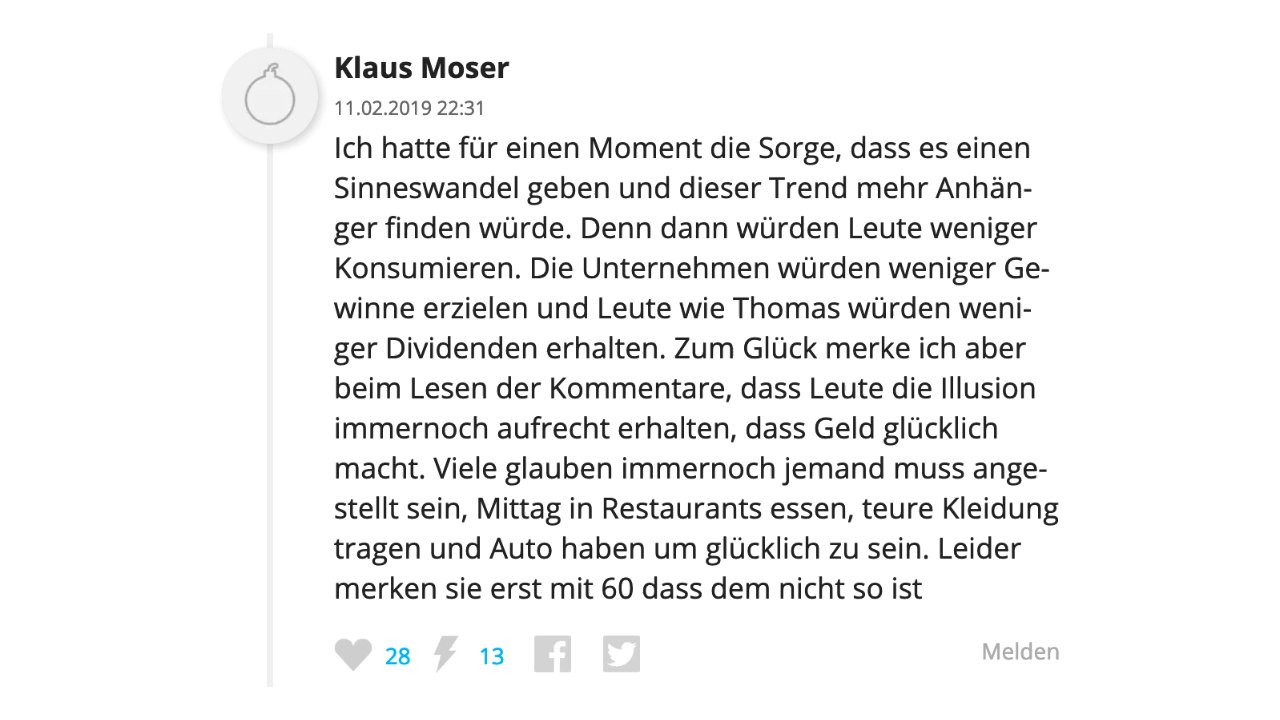 Klaus Moser
11.02.2019 22:31
Ich hatte für einen Moment die Sorge, dass es einen
Sinneswandel geben und dieser Trend mehr Anhän-
ger finden würde. Denn dann würden Leute weniger
Konsumieren. Die Unternehmen würden weniger Ge-
winne erzielen und Leute wie Thomas würden weni-
ger Dividenden erhalten. Zum Glück merke ich aber
beim Lesen der Kommentare, dass Leute die Illusion
immernoch aufrecht erhalten, dass Geld glücklich
macht. Viele glauben immernoch jemand muss ange-
stellt sein, Mittag in Restaurants essen, teure Kleidung
tragen und Auto haben um glücklich zu sein. Leider
merken sie erst mit 60 dass dem nicht so ist
28 13 Melden